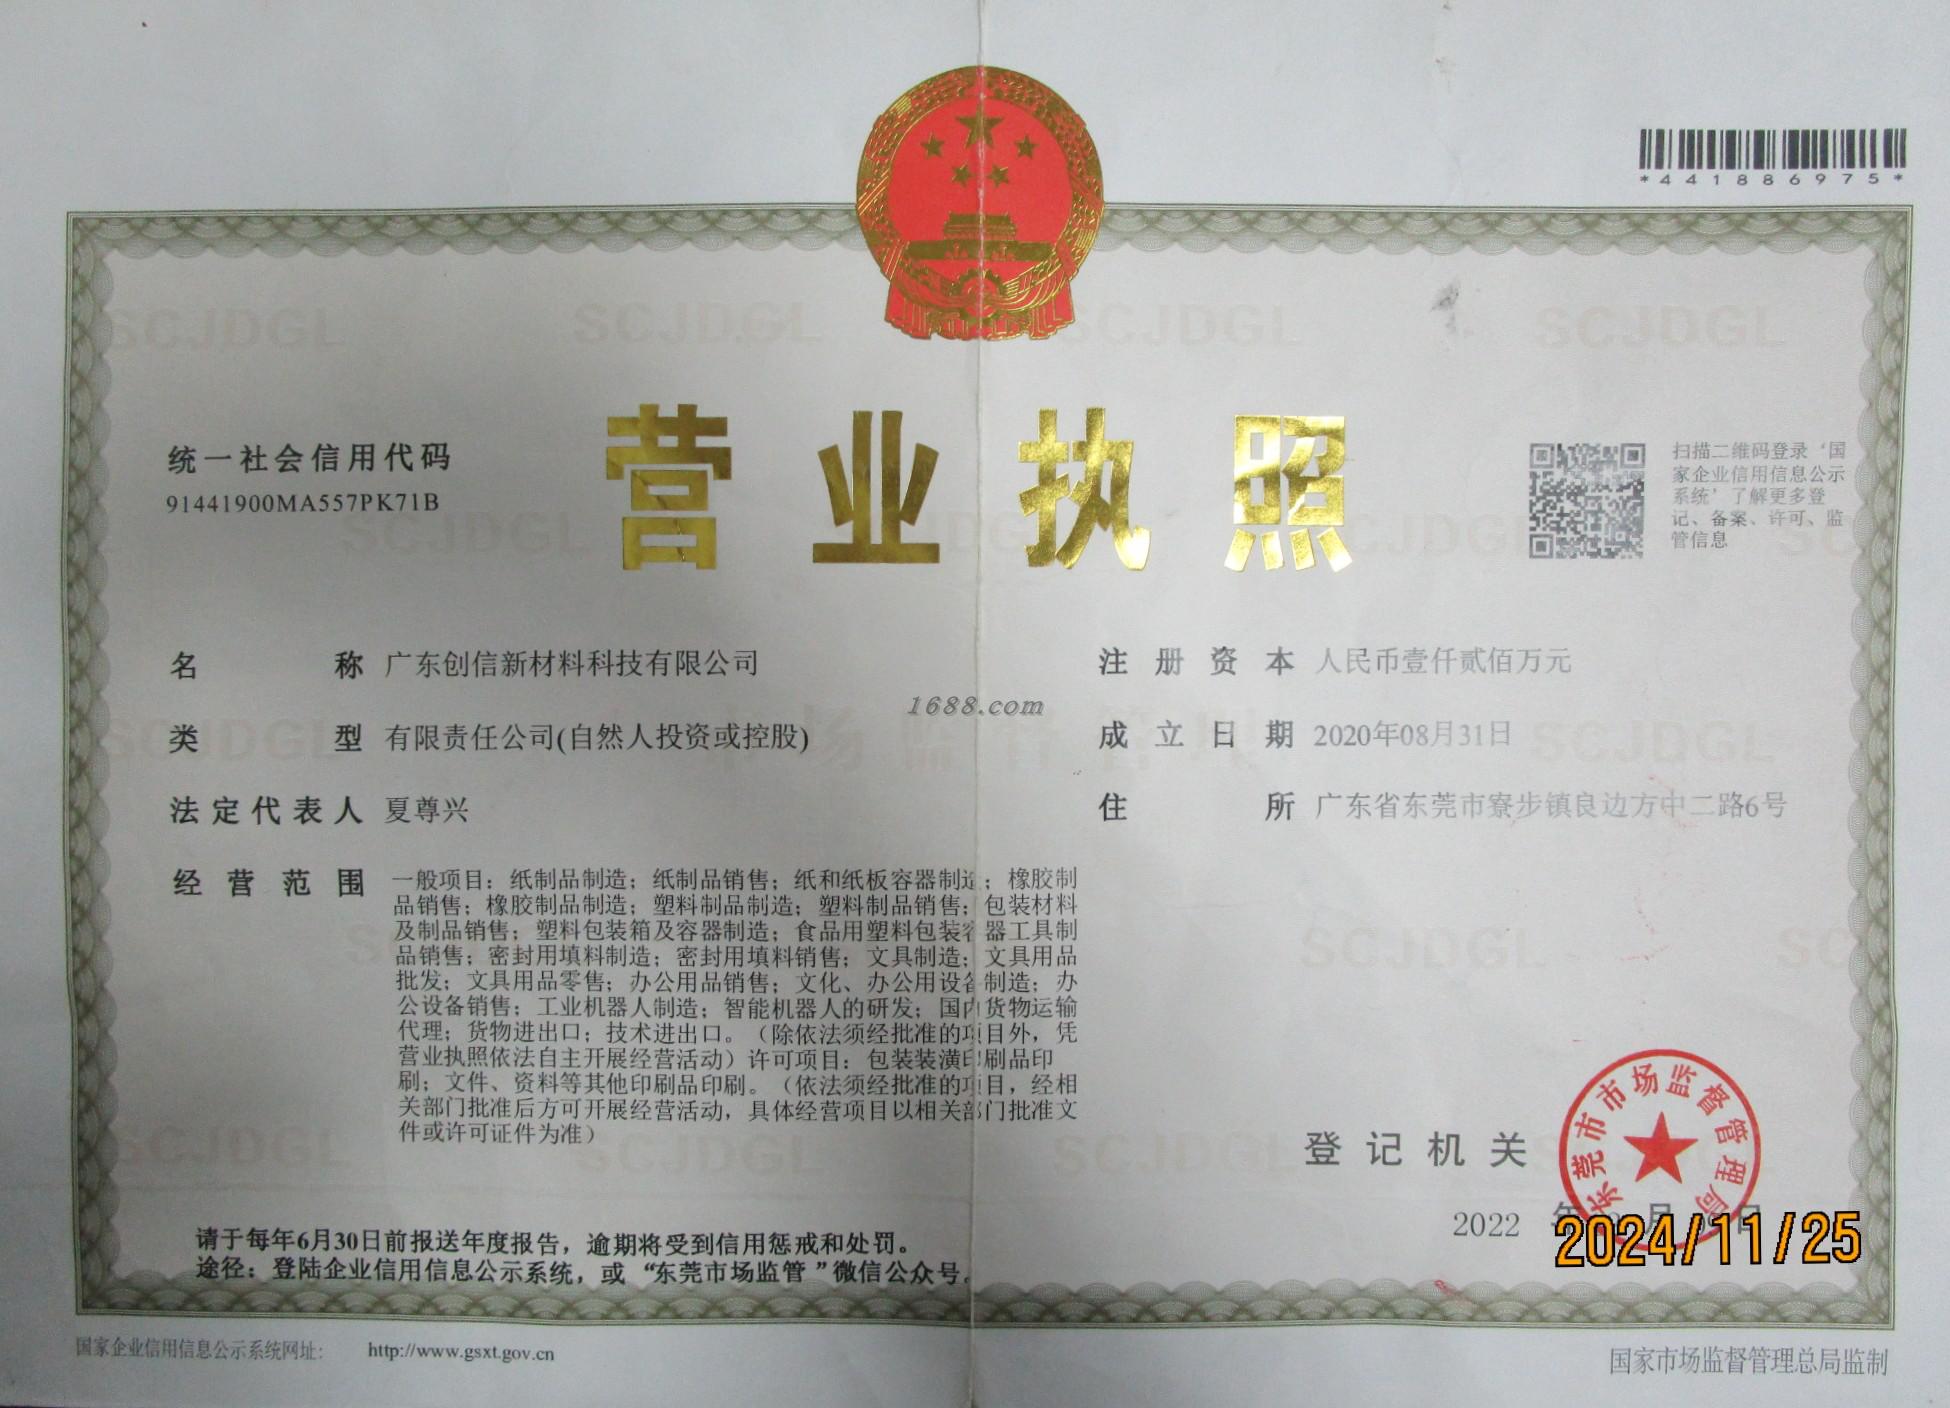 *441886975*
统一社会信用代码
91441900MA557PK71B
营业执照
扫描二维码登录‘国
家企业信用信息公示
系统’了解更多登
记、备案、许可、监
管信息
名称 广东创信新材料科技有限公司
类型 有限责任公司(自然人投资或控股)
法定代表人 夏尊兴
经营范围 一般项目：纸制品制造；纸制品销售；纸和纸板容器制造；橡胶制
品销售；橡胶制品制造；塑料制品制造；塑料制品销售；包装材料
及制品销售；塑料包装箱及容器制造；食品用塑料包装容器工具制
品销售；密封用填料制造；密封用填料销售；文具制造；文具用品
批发；文具用品零售；办公用品销售；文化、办公用设备制造；办
公设备销售；工业机器人制造；智能机器人的研发；国内货物运输
代理；货物进出口；技术进出口。（除依法须经批准的项目外，凭
营业执照依法自主开展经营活动）许可项目：包装装潢印刷品印
刷；文件、资料等其他印刷品印刷。（依法须经批准的项目，经相
关部门批准后方可开展经营活动，具体经营项目以相关部门批准文
件或许可证件为准）
注册资本 人民币壹仟贰佰万元
成立日期 2020年08月31日
住所 广东省东莞市寮步镇良边方中二路6号
1688.com
登记机关
东莞市市场监督管理局
2022 年 月 日
2024/11/25
请于每年6月30日前报送年度报告，逾期将受到信用惩戒和处罚。
途径：登陆企业信用信息公示系统，或“东莞市场监管”微信公众号。
国家企业信用信息公示系统网址： http://www.gsxt.gov.cn
国家市场监督管理总局监制